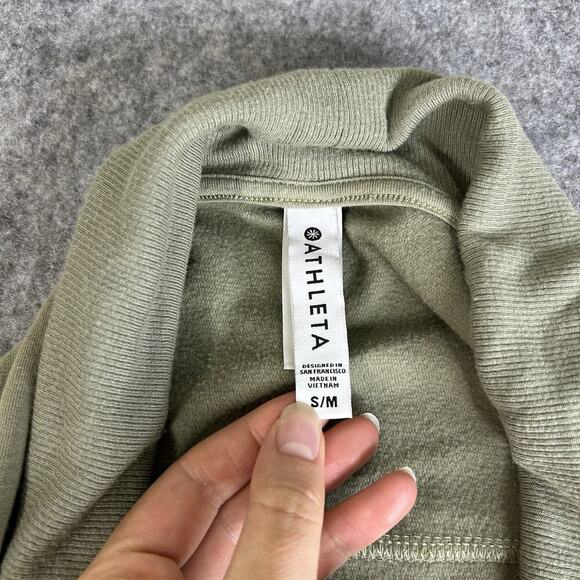 ATHLETA
DESIGNED IN
SAN FRANCISCO
MADE IN
VIETNAM
S/M